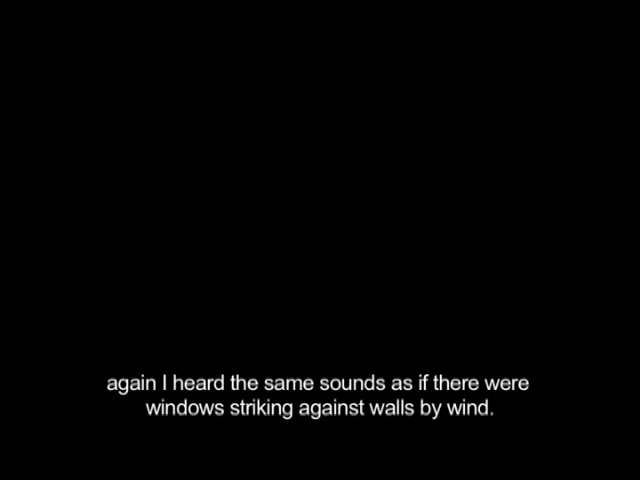 again I heard the same sounds as if there were
windows striking against walls by wind.